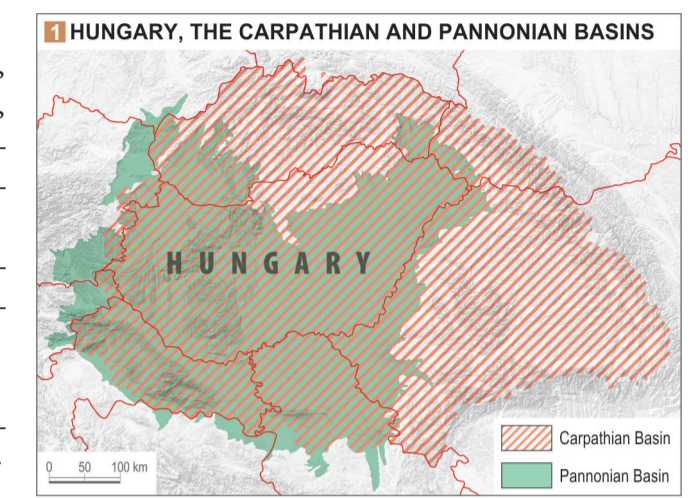 1 HUNGARY, THE CARPATHIAN AND PANNONIAN BASINS
HUNGARY
Carpathian Basin
Pannonian Basin
0 50 100 km